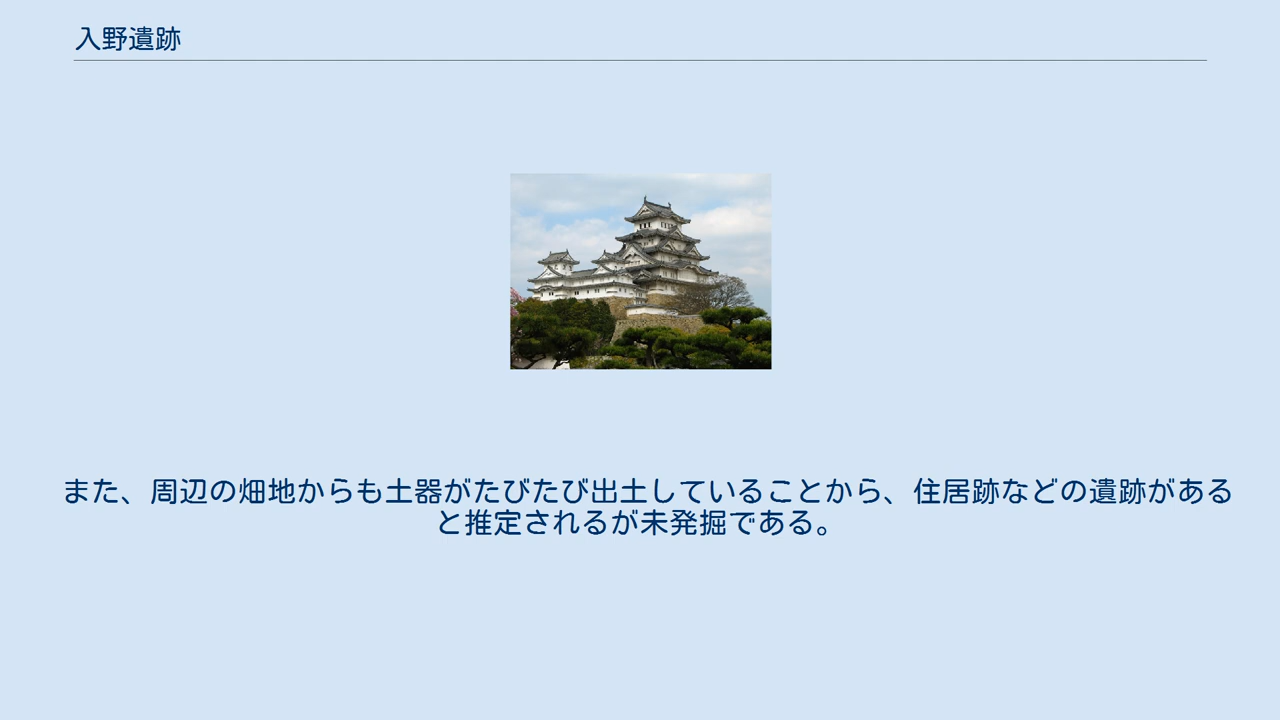 入野遺跡
また、周辺の畑地からも土器がたびたび出土していることから、住居跡などの遺跡がある
と推定されるが未発掘である。